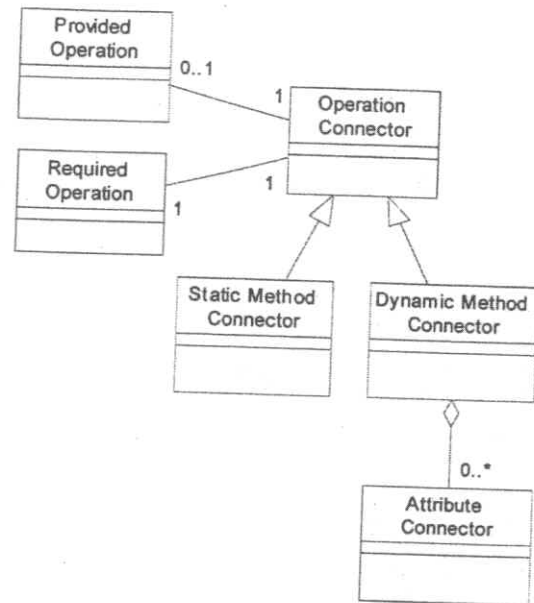 Provided
Operation
0..1
1
Operation
Connector
Required
Operation
1
1
Static Method
Connector
Dynamic Method
Connector
0..*
Attribute
Connector